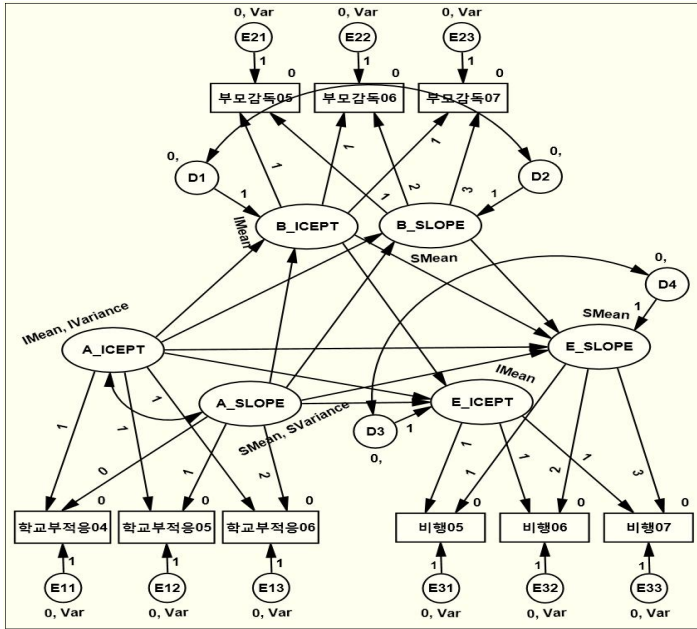 0, Var 0, Var 0, Var
E21 E22 E23
1 1 1
0 0 0
부모감독05 부모감독06 부모감독07
0, 0,
D1 D2
1 1 1 1 1 2 3 1
B_ICEPT B_SLOPE
IMean SMean
0,
D4
IMean, IVariance SMean 1
A_ICEPT E_SLOPE
IMean
A_SLOPE E_ICEPT
SMean, SVariance
D3 1
0,
1 1 1 1 1 1 2 1 3
0 1 2
0 0 0 0 0 0
학교부적응04 학교부적응05 학교부적응06 비행05 비행06 비행07
1 1 1 1 1 1
E11 E12 E13 E31 E32 E33
0, Var 0, Var 0, Var 0, Var 0, Var 0, Var